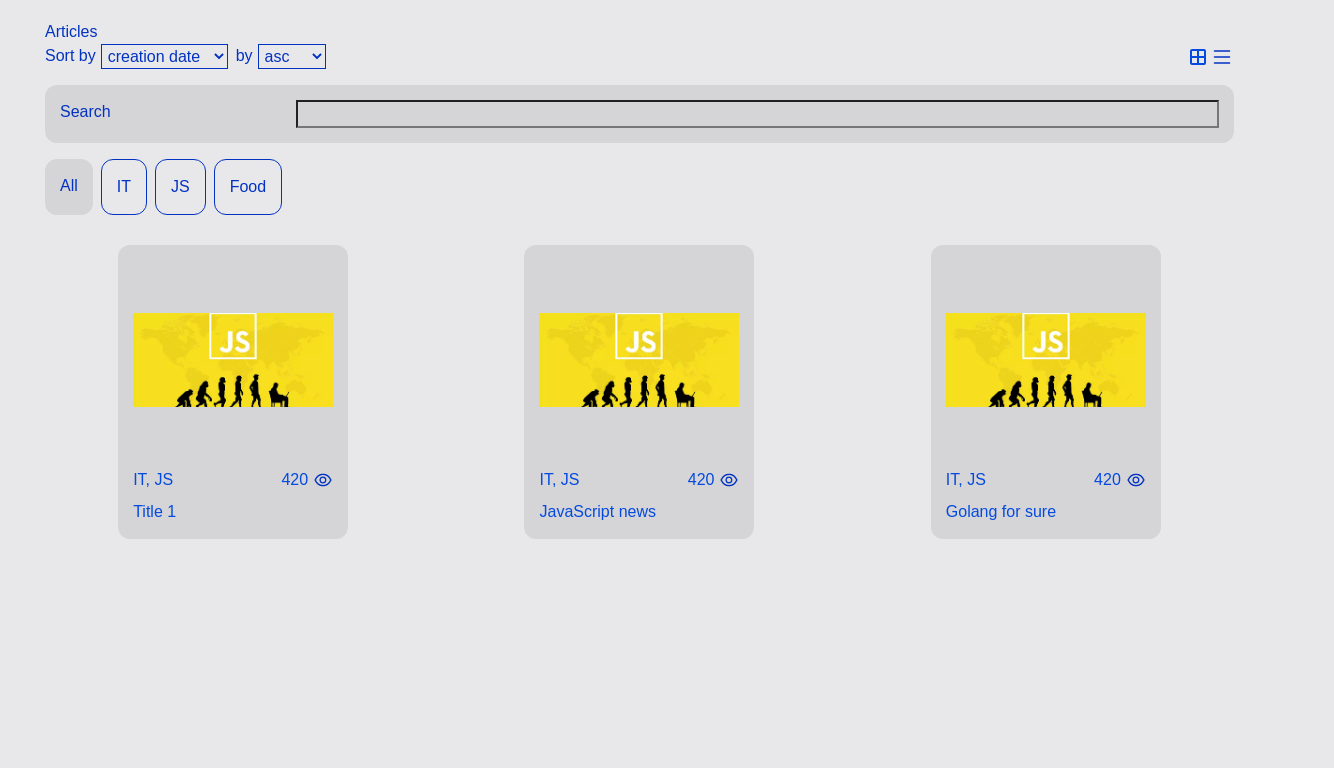 Articles
Sort by creation date by asc
Search
All IT JS Food
JS JS JS
IT, JS 420 IT, JS 420 IT, JS 420
Title 1 JavaScript news Golang for sure